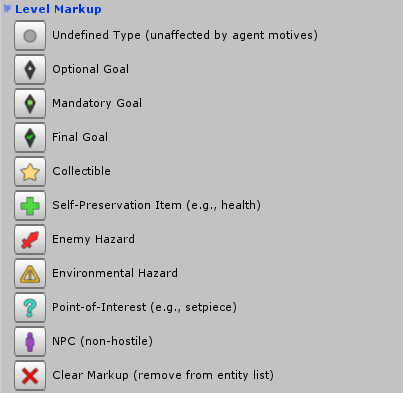 Level Markup
Undefined Type (unaffected by agent motives)
Optional Goal
Mandatory Goal
Final Goal
Collectible
Self-Preservation Item (e.g., health)
Enemy Hazard
Environmental Hazard
Point-of-Interest (e.g., setpiece)
NPC (non-hostile)
Clear Markup (remove from entity list)